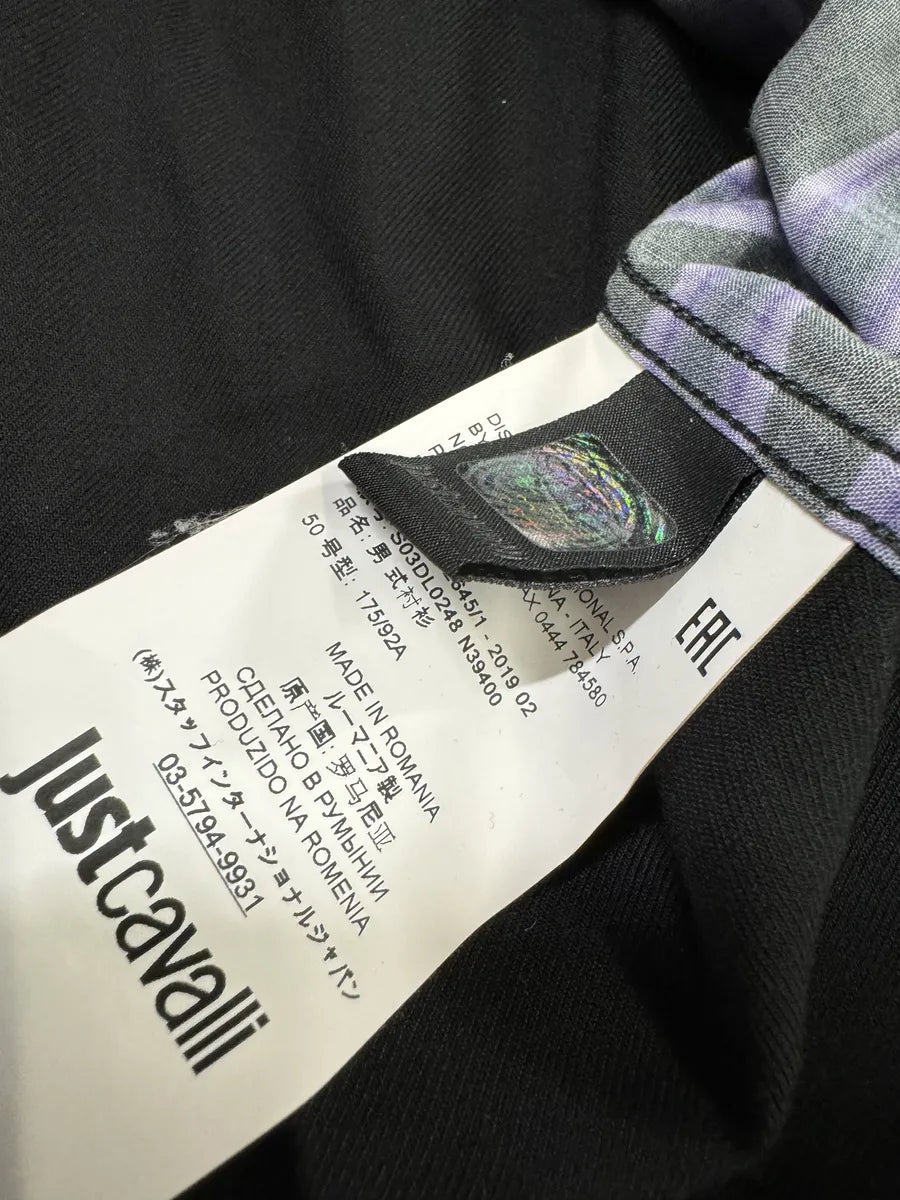 DIS
BY
N
IONAL S.P.A.
NA - ITALY
AX 0444 784580
645/1 - 2019 02
号: S03DL0248 N39400
品名: 男 式衬衫
50 号型: 175/92A
MADE IN ROMANIA
ルーマニア製
原产国: 罗马尼亚
СДЕЛАНО В РУМЫНИИ
PRODUZIDO NA ROMENIA
(株)スタッフインターナショナルジャパン
03-5794-9931
justcavalli
EAC